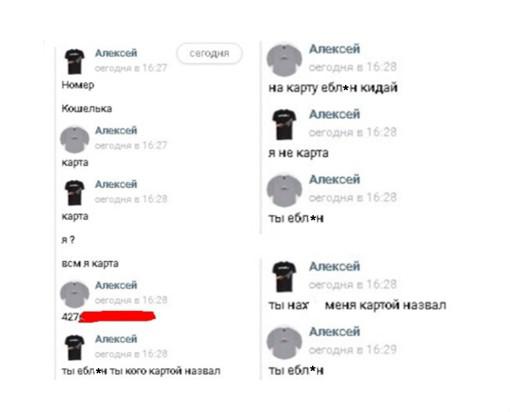 Алексей
сегодня в 16:27
сегодня
Номер
Кошелька
Алексей
сегодня в 16:27
карта
Алексей
сегодня в 16:28
карта
я ?
всм я карта
Алексей
сегодня в 16:28
427
Алексей
сегодня в 16:28
ты ебл*н ты кого картой назвал
Алексей
сегодня в 16:28
на карту ебл*н кидай
Алексей
сегодня в 16:28
я не карта
Алексей
сегодня в 16:28
ты ебл*н
Алексей
сегодня в 16:28
ты нах меня картой назвал
Алексей
сегодня в 16:29
ты ебл*н